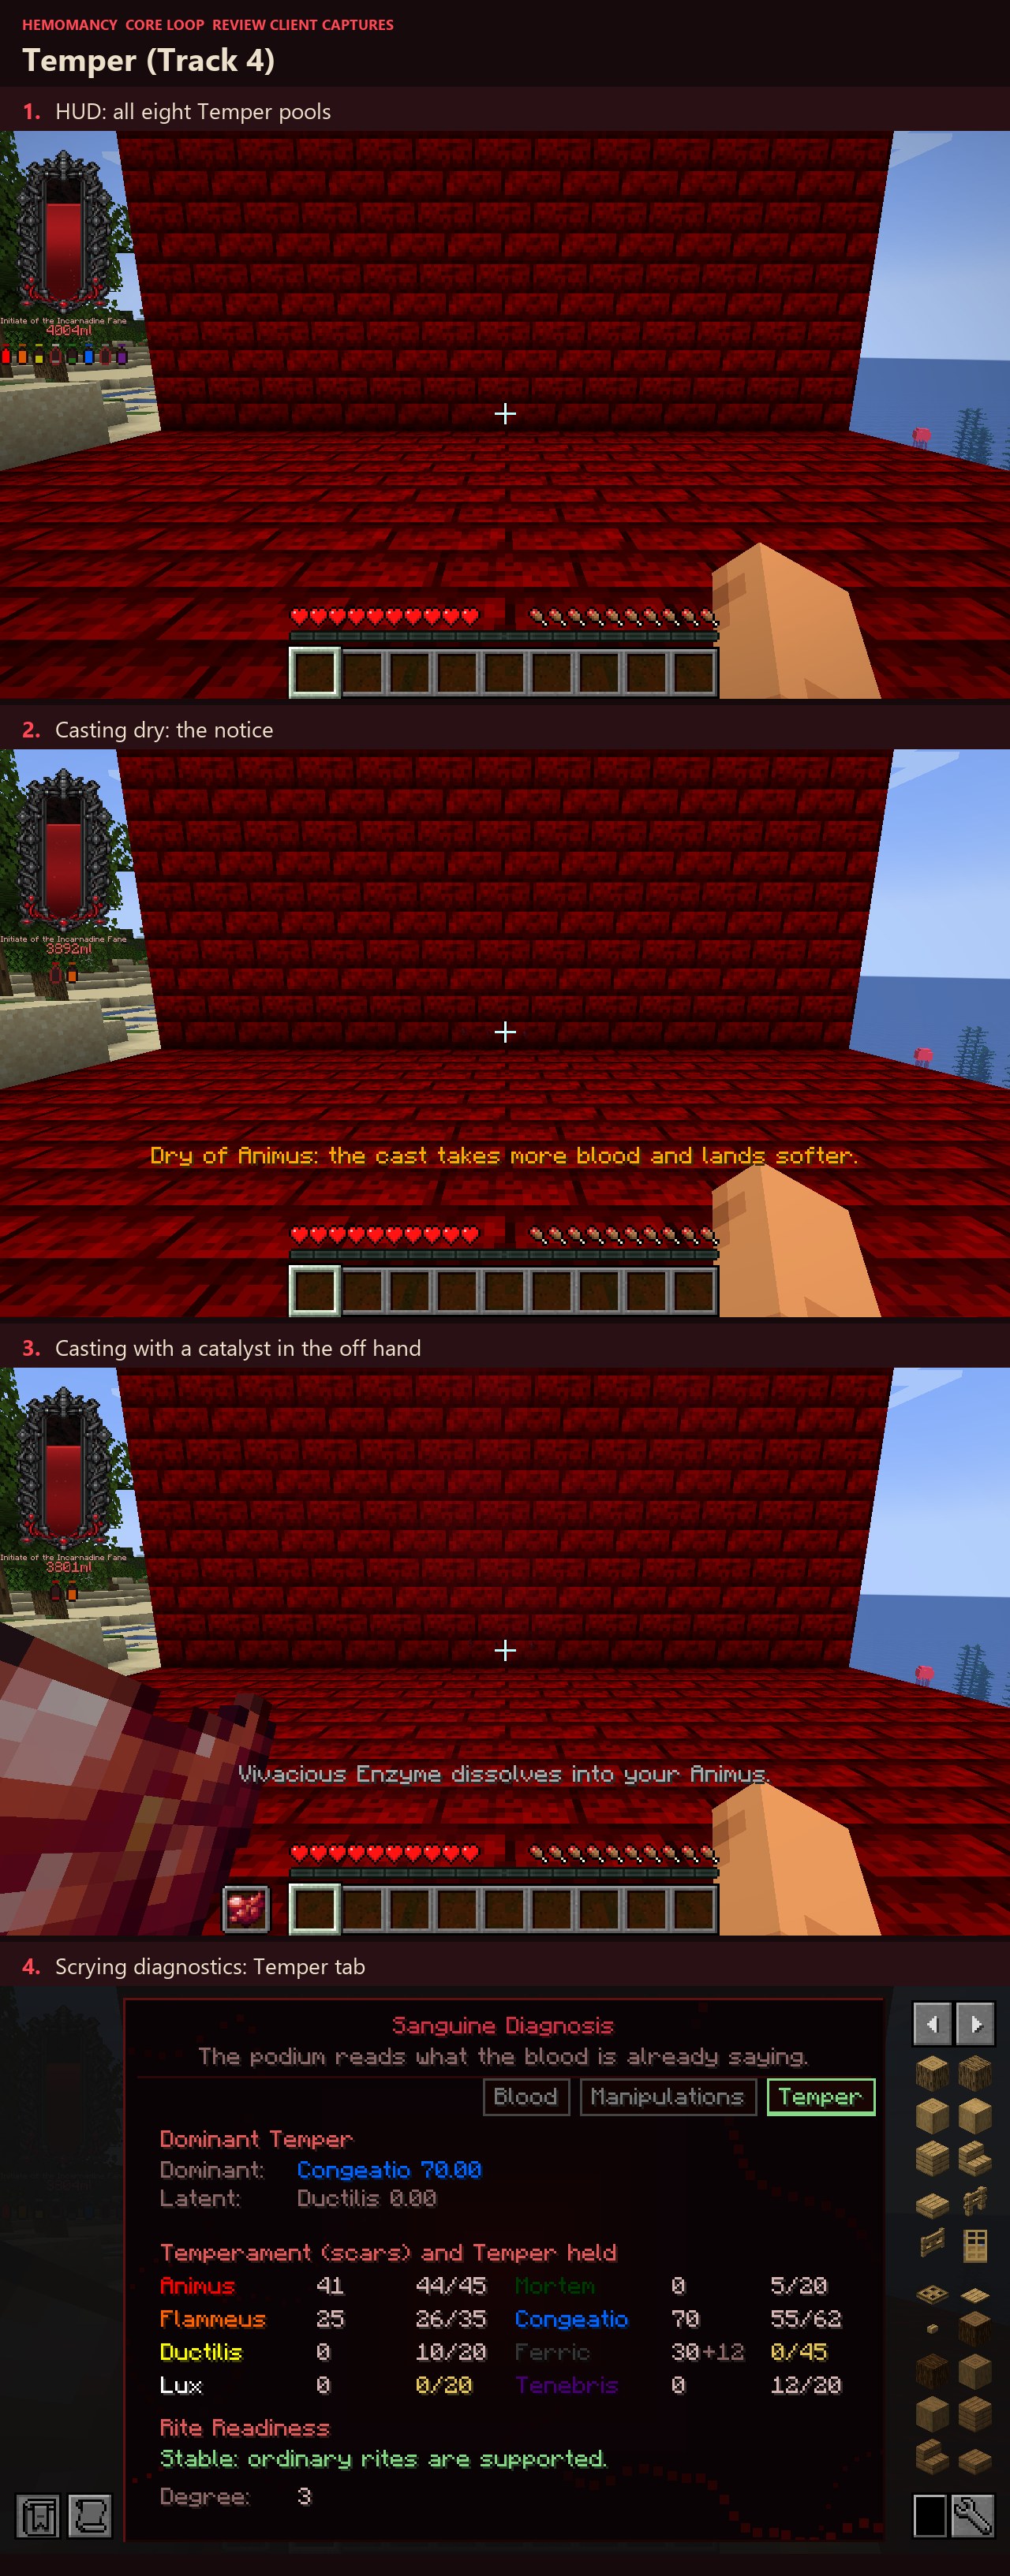 HEMOMANCY CORE LOOP REVIEW CLIENT CAPTURES
Temper (Track 4)
1. HUD: all eight Temper pools
Initiate of the Incarnadine Fane
4004ml
2. Casting dry: the notice
Initiate of the Incarnadine Fane
3892ml
Dry of Animus: the cast takes more blood and lands softer.
3. Casting with a catalyst in the off hand
Initiate of the Incarnadine Fane
3801ml
Vivacious Enzyme dissolves into your Animus.
4. Scrying diagnostics: Temper tab
Sanguine Diagnosis
The podium reads what the blood is already saying.
Blood Manipulations Temper
Dominant Temper
Dominant: Congeatio 70.00
Latent: Ductilis 0.00
Temperament (scars) and Temper held
Animus 41 44/45 Mortem 0 5/20
Flammeus 25 26/35 Congeatio 70 55/62
Ductilis 0 10/20 Ferric 30+12 0/45
Lux 0 0/20 Tenebris 0 12/20
Rite Readiness
Stable: ordinary rites are supported.
Degree: 3